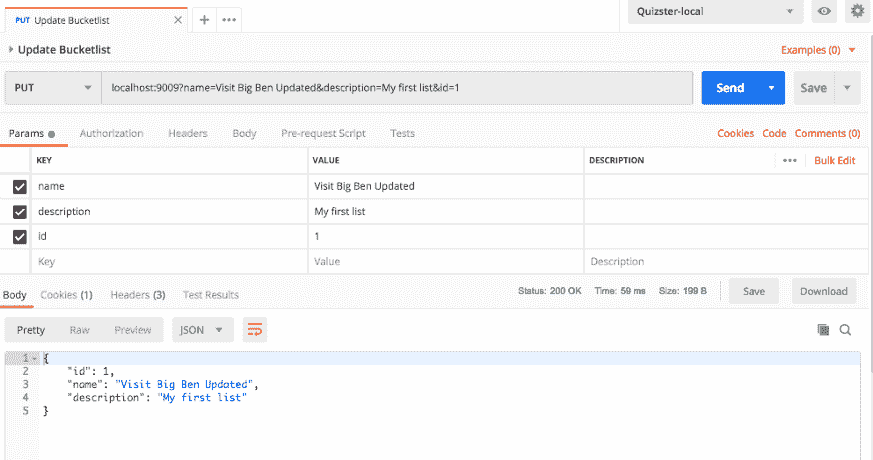 PUT Update Bucketlist
Quizster-local
Update Bucketlist
Examples (0)
PUT
localhost:9009?name=Visit Big Ben Updated&description=My first list&id=1
Send
Save
Params
Authorization
Headers
Body
Pre-request Script
Tests
Cookies
Code
Comments (0)
KEY VALUE DESCRIPTION
Bulk Edit
name Visit Big Ben Updated
description My first list
id 1
Key Value Description
Body
Cookies (1)
Headers (3)
Test Results
Status: 200 OK
Time: 59 ms
Size: 199 B
Save
Download
Pretty
Raw
Preview
JSON
1 {
2 "id": 1,
3 "name": "Visit Big Ben Updated",
4 "description": "My first list"
5 }